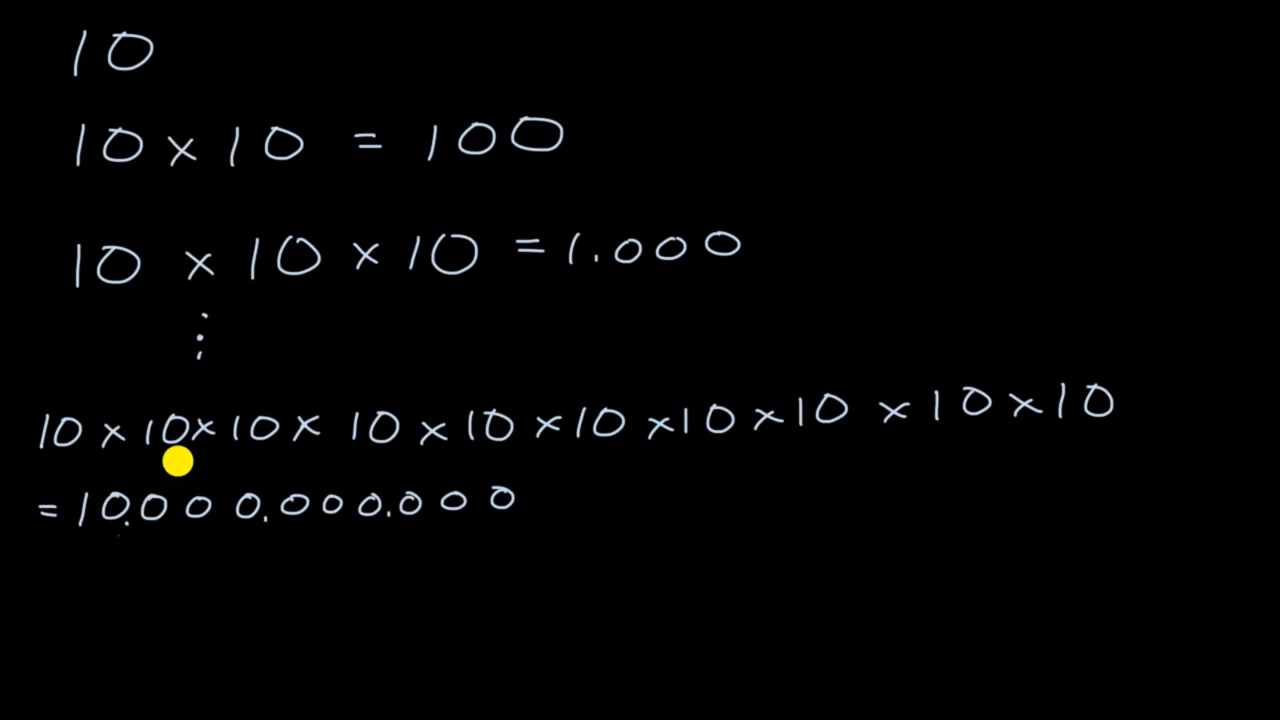 10
10 × 10 = 100
10 × 10 × 10 = 1.000
⋮
10 × 10 × 10 × 10 × 10 × 10 × 10 × 10 × 10 × 10
= 10.000.000.000